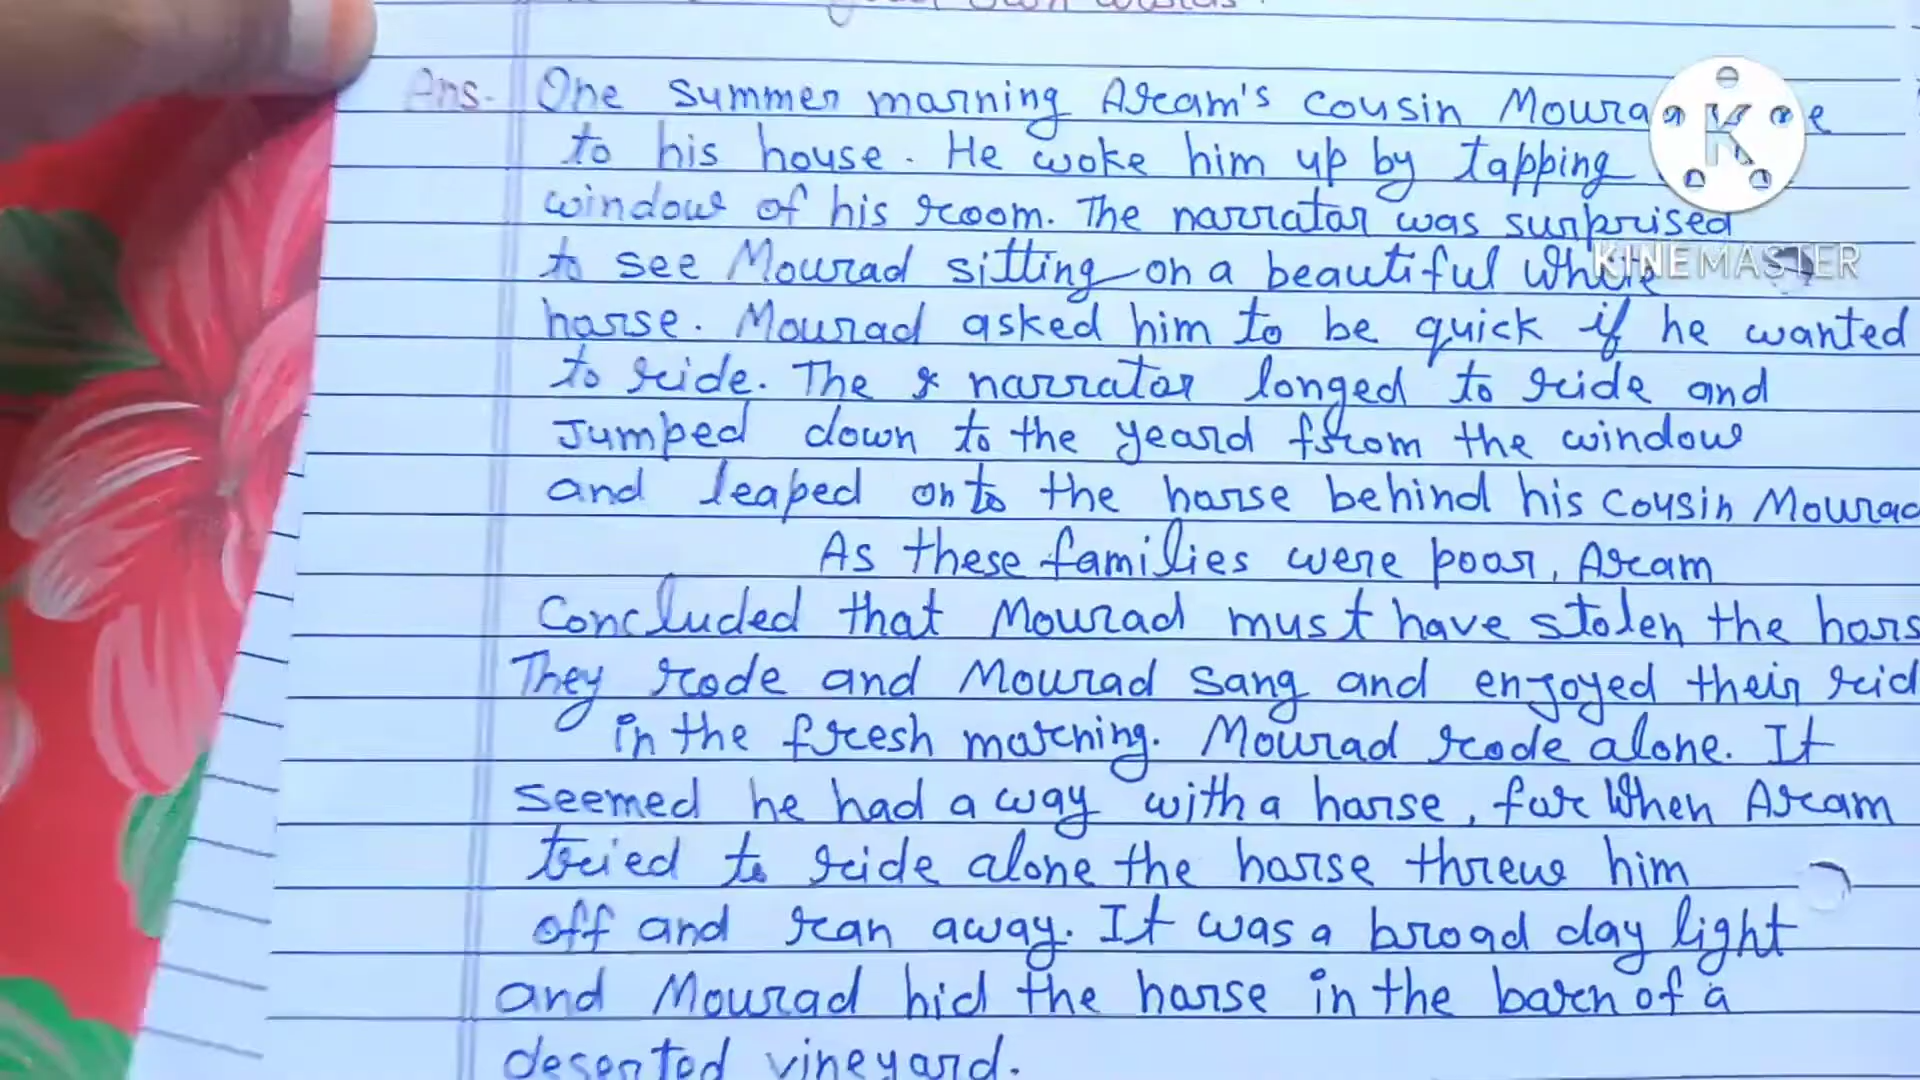 your own words.
Ans. One summer morning Aram's cousin Mourad
to his house. He woke him up by tapping
window of his room. The narrator was surprised
to see Mourad sitting on a beautiful white
horse. Mourad asked him to be quick if he wanted
to ride. The narrator longed to ride and
Jumped down to the yeard from the window
and leaped onto the horse behind his cousin Mourad
As these families were poor, Aram
Concluded that Mourad must have stolen the hors
They rode and Mourad sang and enjoyed their rid
in the fresh morning. Mourad rode alone. It
seemed he had a way with a horse, for When Aram
tried to ride alone the horse threw him
off and ran away. It was a broad day light
and Mourad hid the horse in the barn of a
deserted vineyard.
K
KINEMASTER